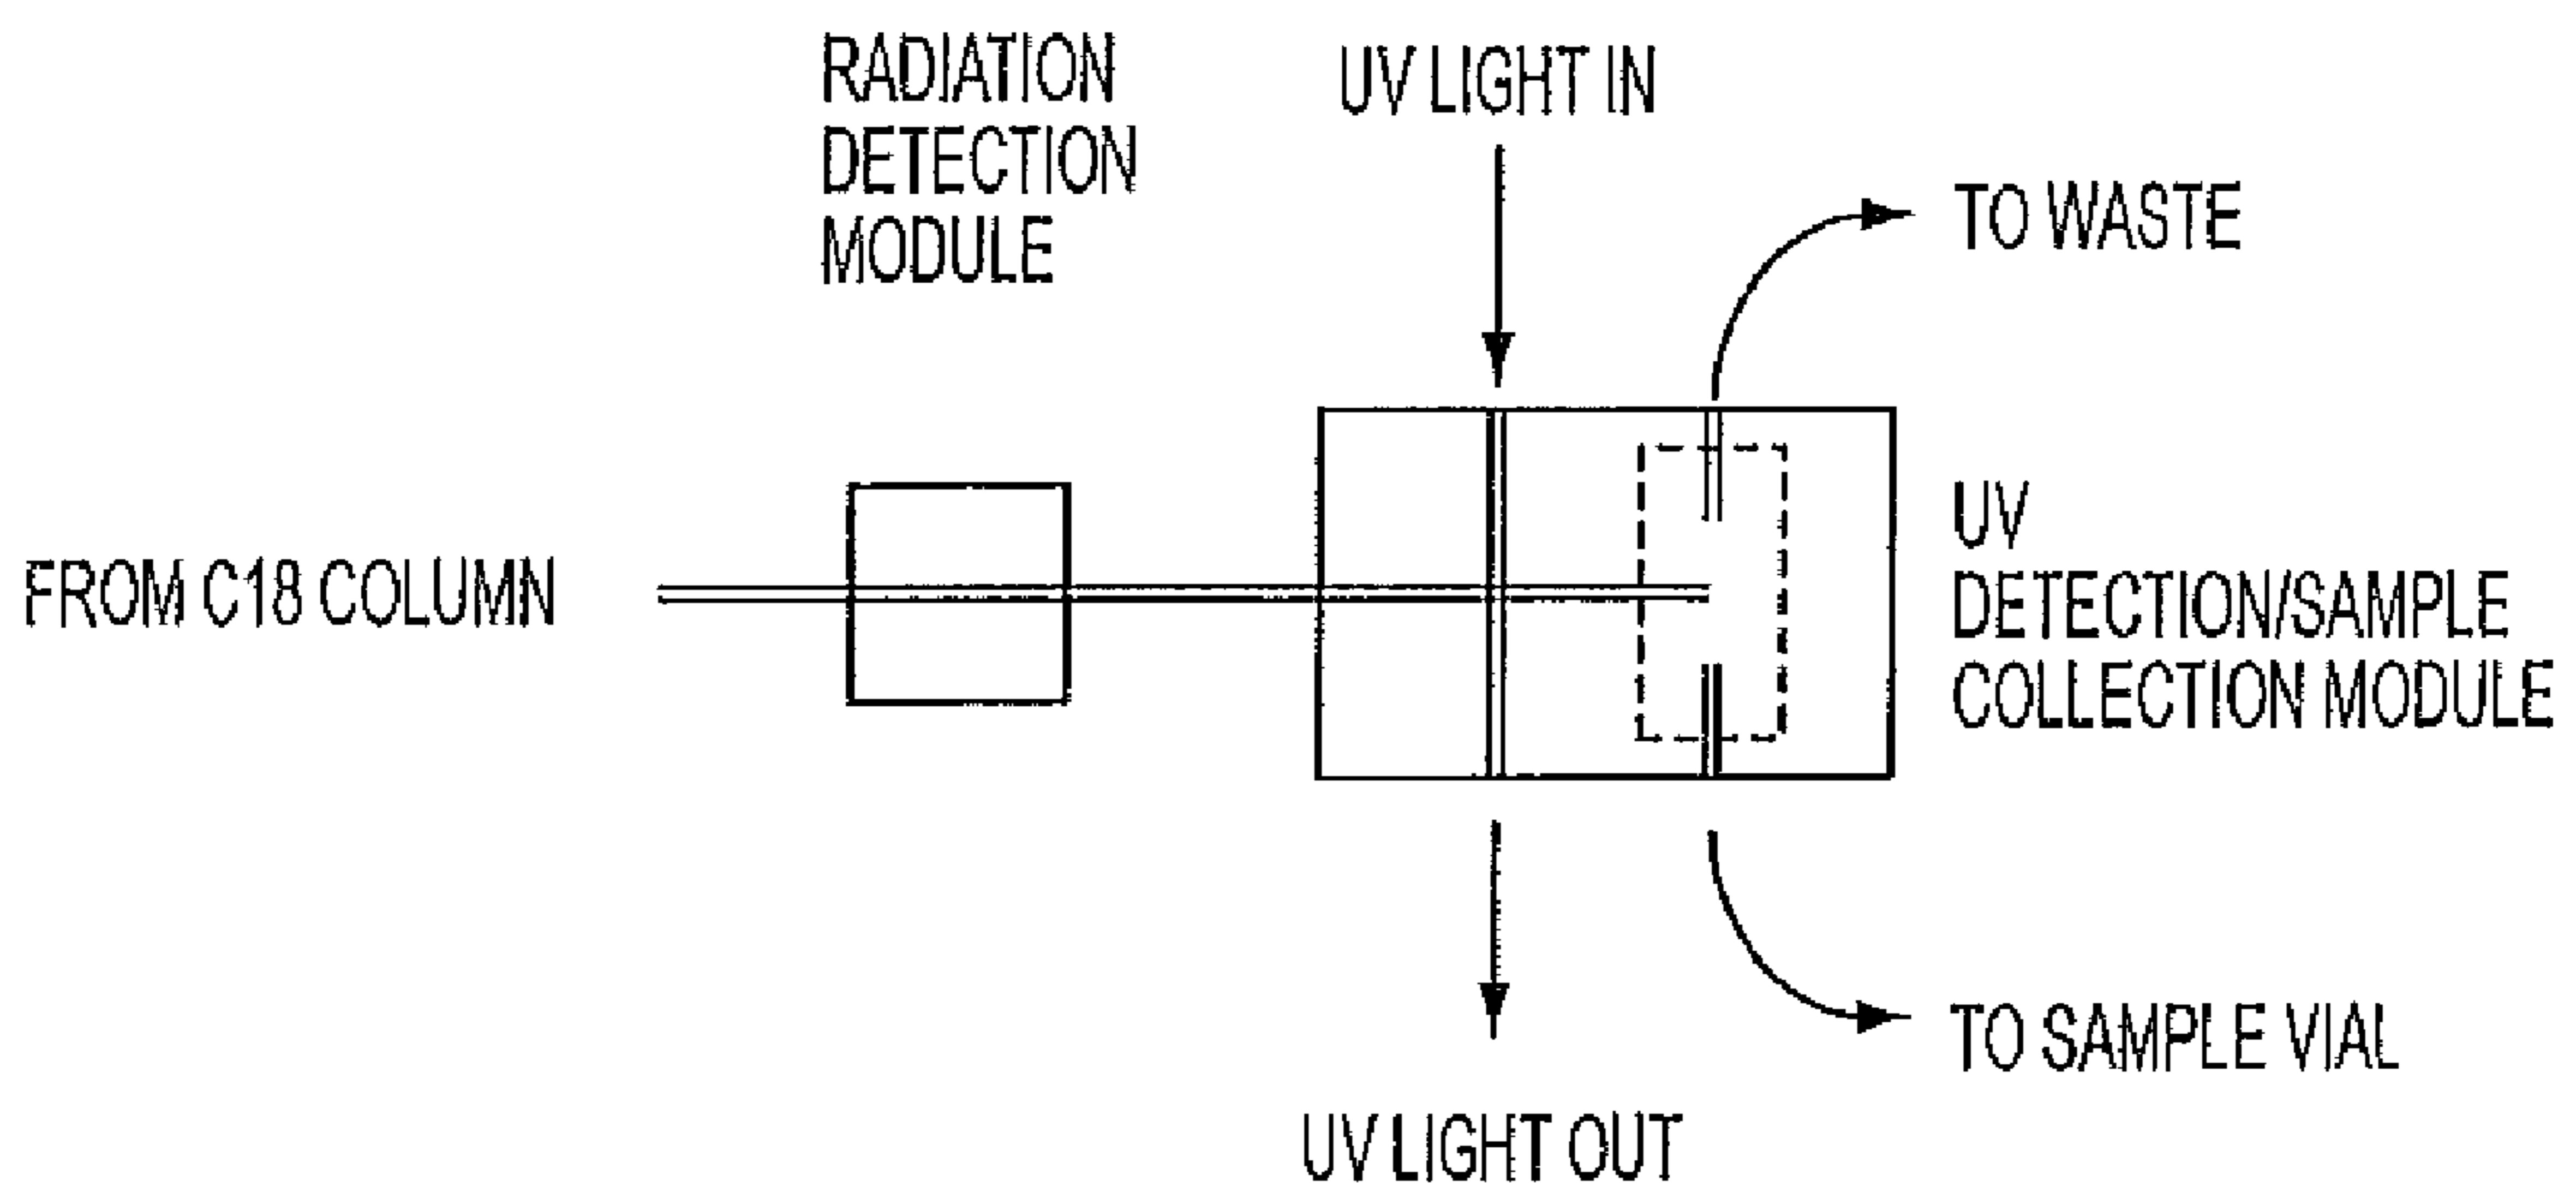 RADIATION
DETECTION
MODULE
UV LIGHT IN
TO WASTE
FROM C18 COLUMN
UV
DETECTION/SAMPLE
COLLECTION MODULE
TO SAMPLE VIAL
UV LIGHT OUT